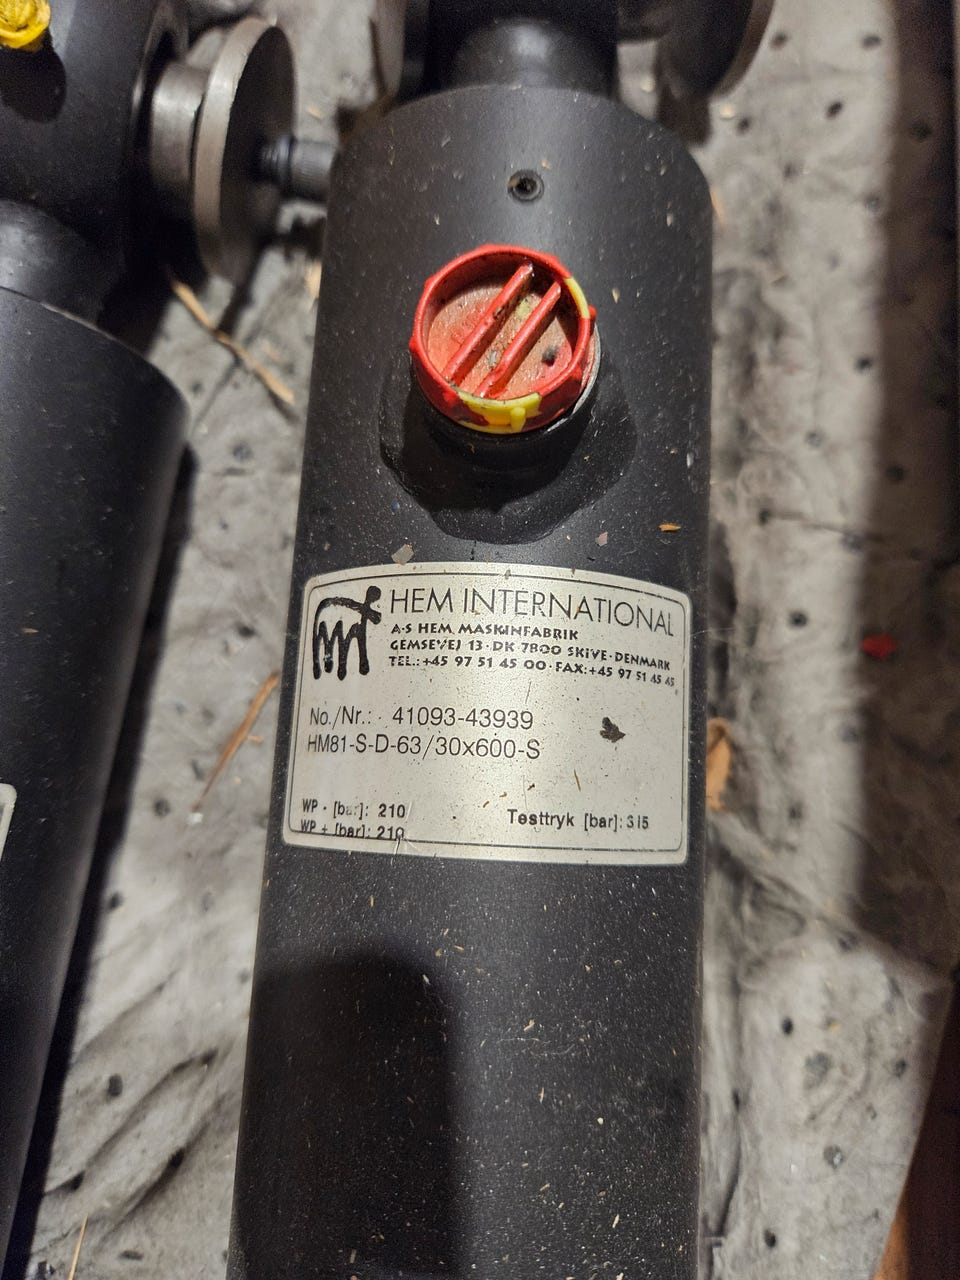 HEM INTERNATIONAL
A·S HEM MASKINFABRIK
GEMSEVEJ 13 · DK 7800 SKIVE · DENMARK
TEL.: +45 97 51 45 00 · FAX: +45 97 51 45 45
No./Nr.: 41093-43939
HM81-S-D-63/30x600-S
WP - [bar]: 210 Testtryk [bar]: 315
WP + [bar]: 210